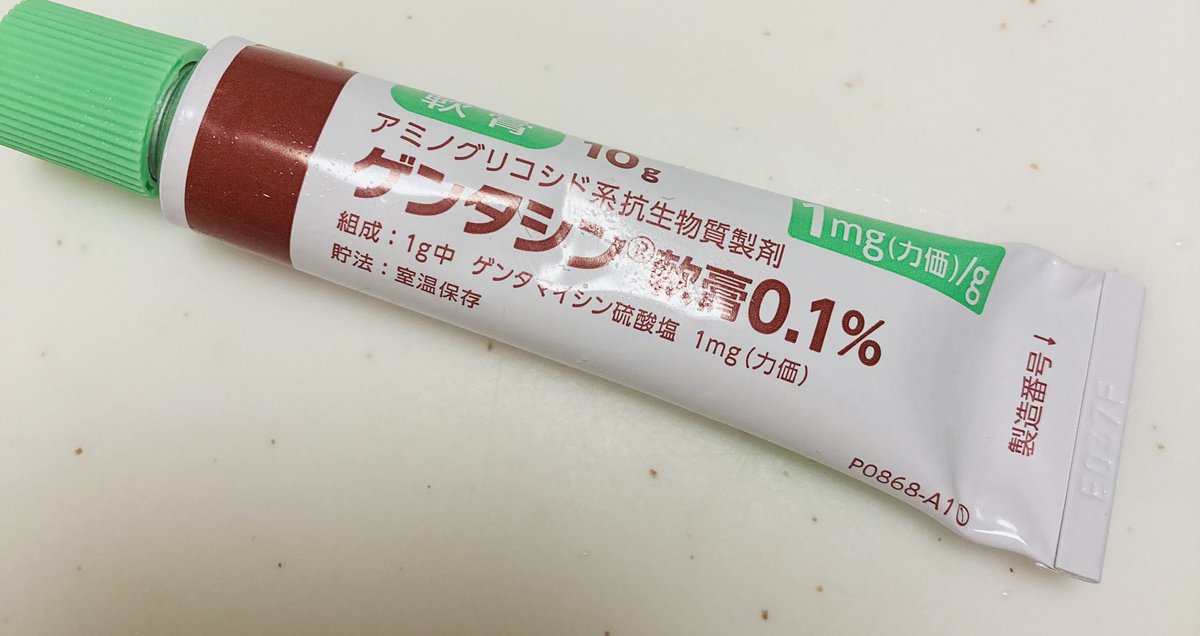 軟膏
10g
アミノグリコシド系抗生物質製剤
ゲンタシン®軟膏0.1%
組成：1g中 ゲンタマイシン硫酸塩 1mg（力価）
貯法：室温保存
1mg（力価）/g
←製造番号
P0868-A10